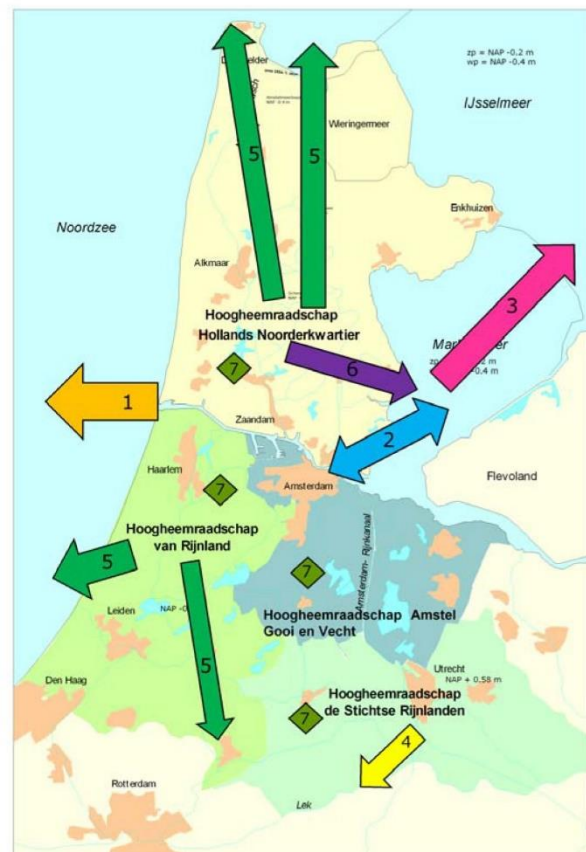 zp = NAP -0.2 m
wp = NAP -0.4 m
IJsselmeer
5
5
Wieringermeer
Enkhuizen
Noordzee
Alkmaar
3
Hoogheemraadschap
Hollands Noorderkwartier
6
7
1
Zaandam
2
Haarlem
7
Amsterdam
Flevoland
Hoogheemraadschap
van Rijnland
5
7
Amsterdam- Rijnkanaal
Leiden
Hoogheemraadschap Amstel
Gooi en Vecht
5
Utrecht
NAP + 0.58 m
Den Haag
Hoogheemraadschap
de Stichtse Rijnlanden
7
4
Rotterdam
Lek